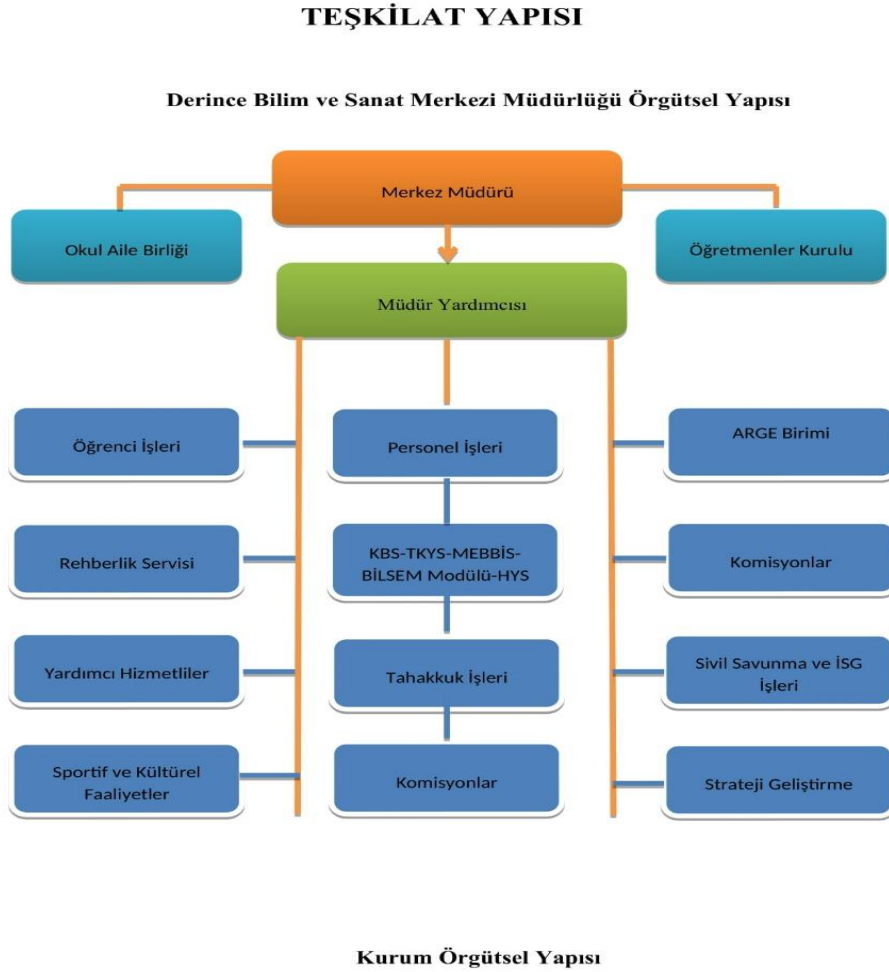 TEŞKİLAT YAPISI
Derince Bilim ve Sanat Merkezi Müdürlüğü Örgütsel Yapısı
Merkez Müdürü
Okul Aile Birliği
Öğretmenler Kurulu
Müdür Yardımcısı
Öğrenci İşleri
Personel İşleri
ARGE Birimi
Rehberlik Servisi
KBS-TKYS-MEBBİS-
BİLSEM Modülü-HYS
Komisyonlar
Yardımcı Hizmetliler
Tahakkuk İşleri
Sivil Savunma ve İSG
İşleri
Sportif ve Kültürel
Faaliyetler
Komisyonlar
Strateji Geliştirme
Kurum Örgütsel Yapısı